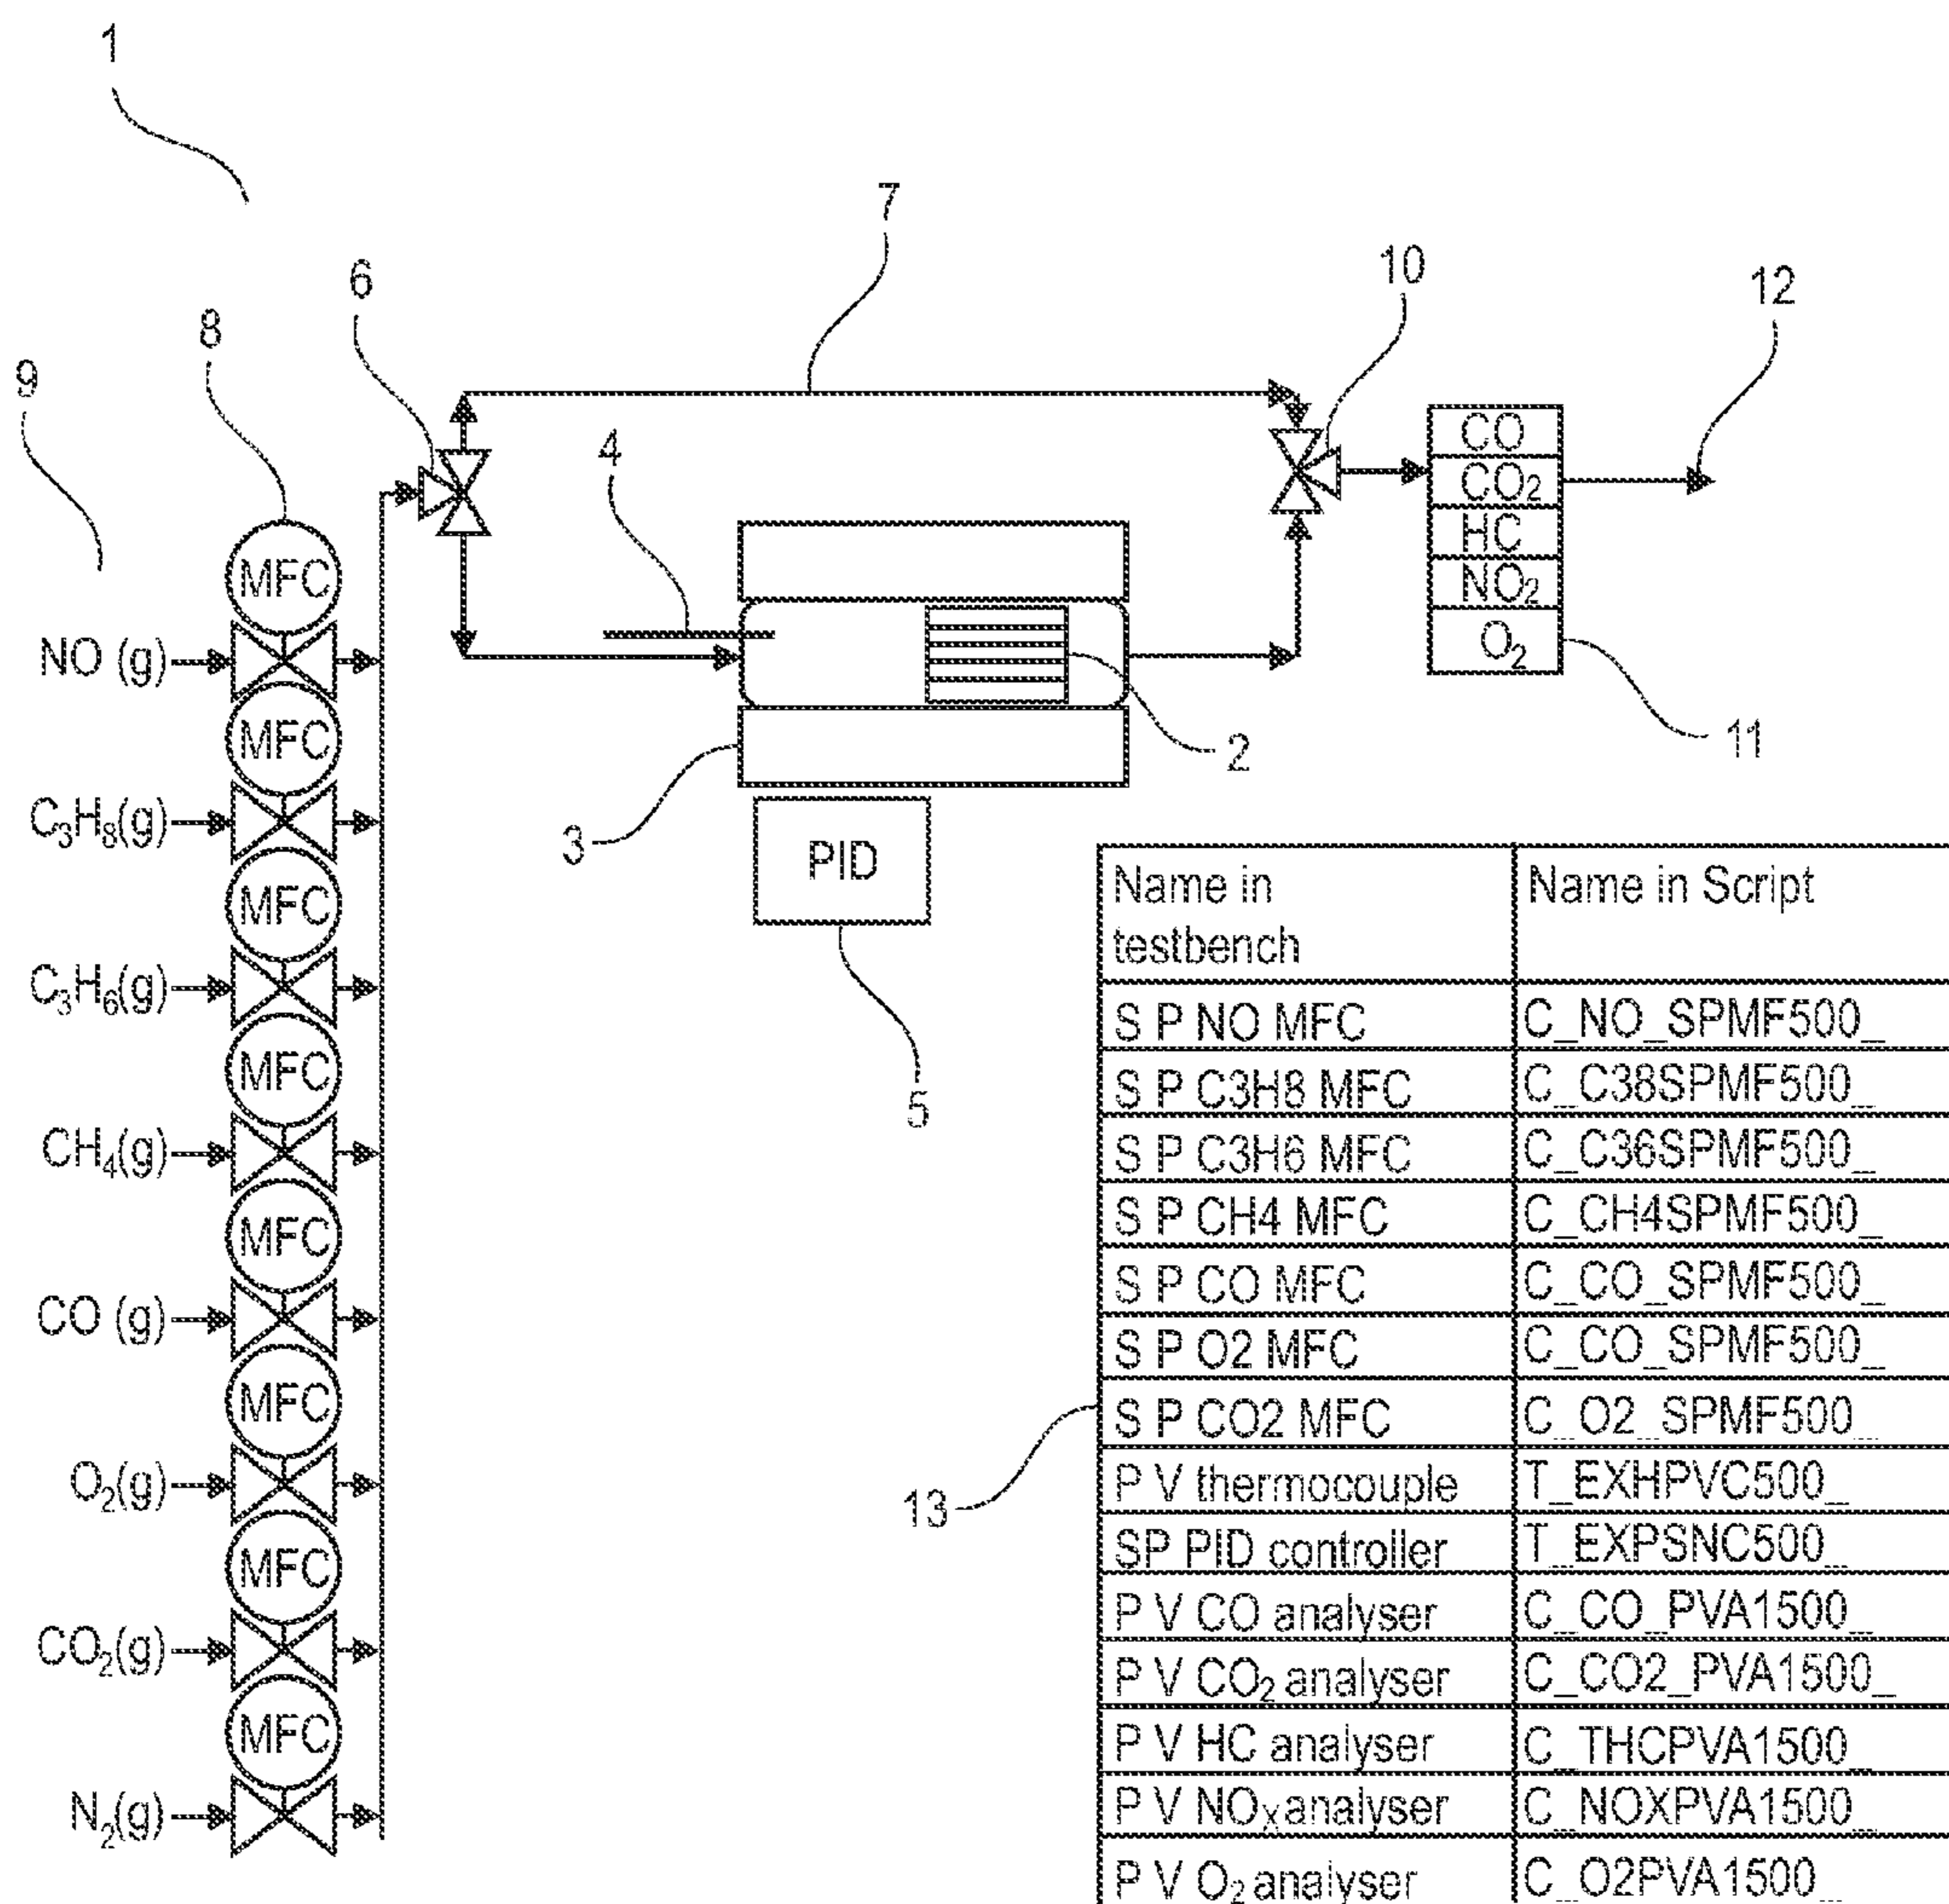 1
7
6
10
12
8
9
4
CO
CO₂
HC
NO₂
O₂
MFC
NO (g)
2
11
MFC
C₃H₈(g)
3
PID
5
MFC
C₃H₆(g)
MFC
CH₄(g)
MFC
CO (g)
MFC
O₂(g)
MFC
CO₂(g)
MFC
N₂(g)
13
Name in testbench	Name in Script
S P NO MFC	C_NO_SPMF500_
S P C3H8 MFC	C_C38SPMF500_
S P C3H6 MFC	C_C36SPMF500_
S P CH4 MFC	C_CH4SPMF500_
S P CO MFC	C_CO_SPMF500_
S P O2 MFC	C_CO_SPMF500_
S P CO2 MFC	C_O2_SPMF500_
P V thermocouple	T_EXHPVC500_
SP PID controller	T_EXPSNC500_
P V CO analyser	C_CO_PVA1500_
P V CO₂ analyser	C_CO2_PVA1500_
P V HC analyser	C_THCPVA1500_
P V NOₓ analyser	C_NOXPVA1500_
P V O₂ analyser	C_O2PVA1500_